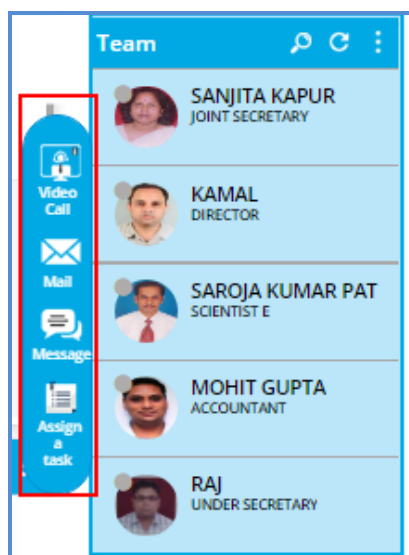 Team
SANJITA KAPUR
JOINT SECRETARY
KAMAL
DIRECTOR
SAROJA KUMAR PAT
SCIENTIST E
MOHIT GUPTA
ACCOUNTANT
RAJ
UNDER SECRETARY
Video
Call
Mail
Message
Assign
a
task